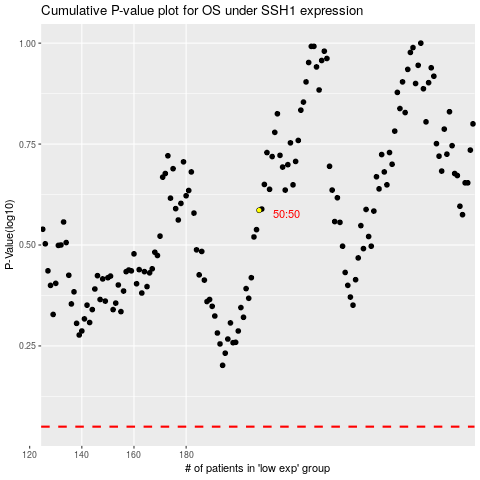 Cumulative P-value plot for OS under SSH1 expression
P-Value(log10)
1.00
0.75
0.50
0.25
50:50
120 140 160 180
# of patients in 'low exp' group